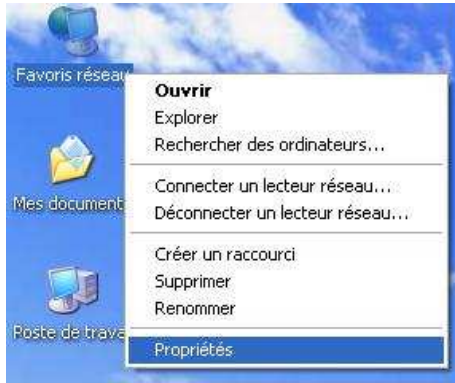 Favoris réseau
Ouvrir
Explorer
Rechercher des ordinateurs...
Connecter un lecteur réseau...
Déconnecter un lecteur réseau...
Créer un raccourci
Supprimer
Renommer
Propriétés
Mes document
Poste de trava